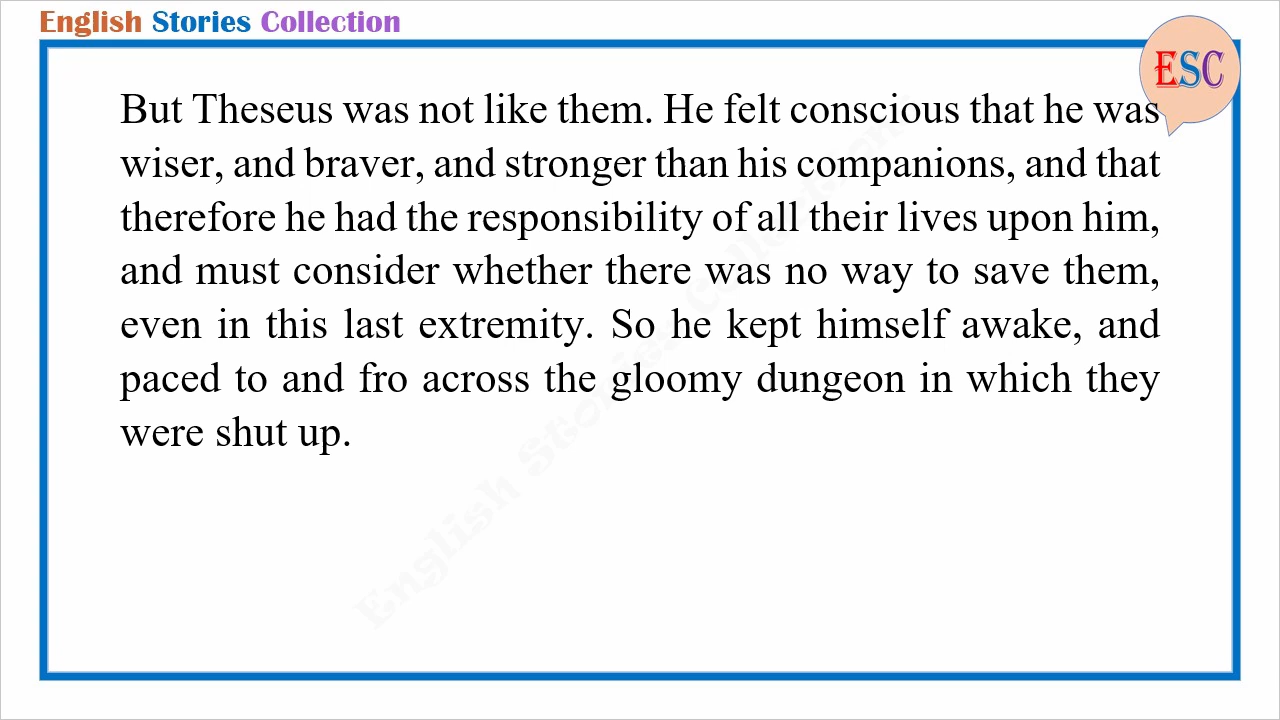 English Stories Collection
ESC
But Theseus was not like them. He felt conscious that he was
wiser, and braver, and stronger than his companions, and that
therefore he had the responsibility of all their lives upon him,
and must consider whether there was no way to save them,
even in this last extremity. So he kept himself awake, and
paced to and fro across the gloomy dungeon in which they
were shut up.
English Stories Collection